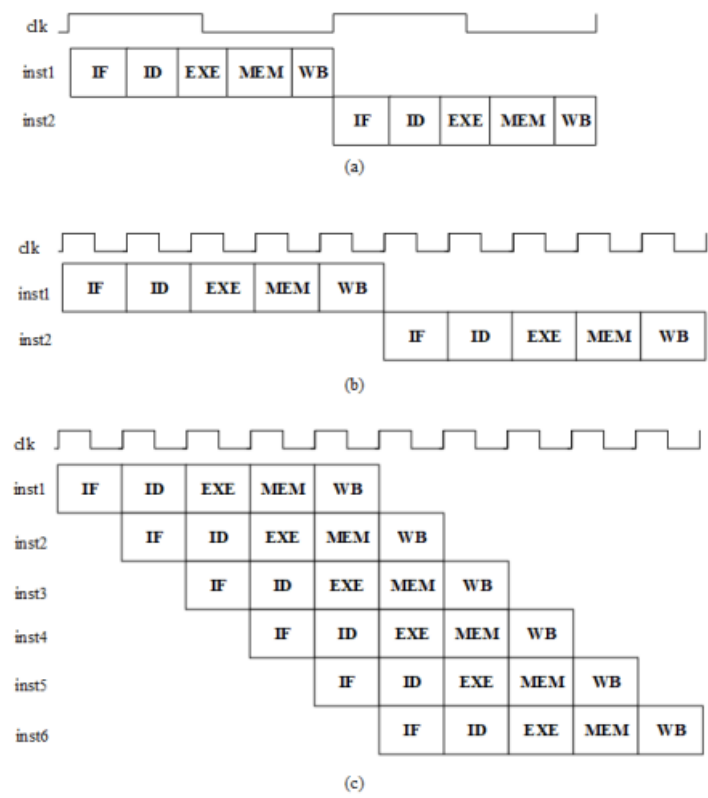 clk
inst1 IF ID EXE MEM WB
inst2 IF ID EXE MEM WB
(a)
clk
inst1 IF ID EXE MEM WB
inst2 IF ID EXE MEM WB
(b)
clk
inst1 IF ID EXE MEM WB
inst2 IF ID EXE MEM WB
inst3 IF ID EXE MEM WB
inst4 IF ID EXE MEM WB
inst5 IF ID EXE MEM WB
inst6 IF ID EXE MEM WB
(c)